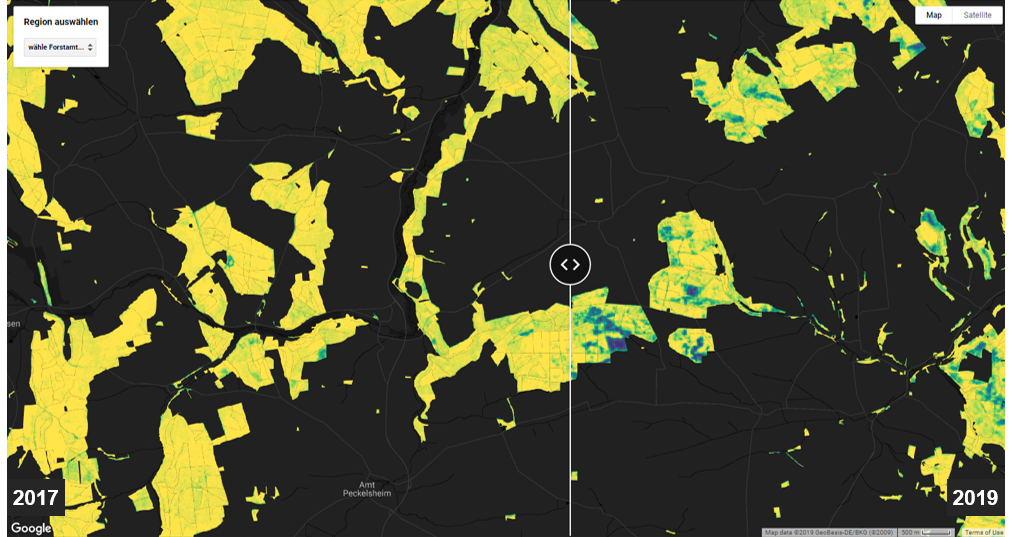 Region auswählen
wähle Forstamt...
Map Satellite
sen
Amt
Peckelsheim
2017
2019
Google
Map data ©2019 GeoBasis-DE/BKG (©2009) 500 m Terms of Use